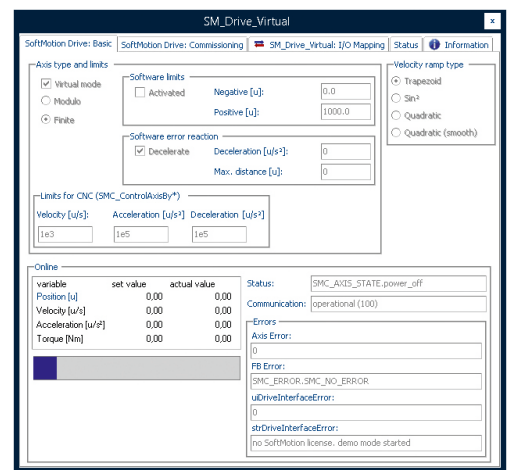 SM_Drive_Virtual
x
SoftMotion Drive: Basic SoftMotion Drive: Commissioning SM_Drive_Virtual: I/O Mapping Status Information
Axis type and limits
Virtual mode
Modulo
Finite
Software limits
Activated
Negative [u]: 0.0
Positive [u]: 1000.0
Software error reaction
Decelerate
Deceleration [u/s²]: 0
Max. distance [u]: 0
Limits for CNC (SMC_ControlAxisBy*)
Velocity [u/s]: Acceleration [u/s²] Deceleration [u/s²]
1e3 1e5 1e5
Velocity ramp type
Trapezoid
Sin²
Quadratic
Quadratic (smooth)
Online
variable set value actual value
Position [u] 0,00 0,00
Velocity [u/s] 0,00 0,00
Acceleration [u/s²] 0,00 0,00
Torque [Nm] 0,00 0,00
Status: SMC_AXIS_STATE.power_off
Communication: operational (100)
Errors
Axis Error:
0
FB Error:
SMC_ERROR.SMC_NO_ERROR
uiDriveInterfaceError:
0
strDriveInterfaceError:
no SoftMotion license. demo mode started